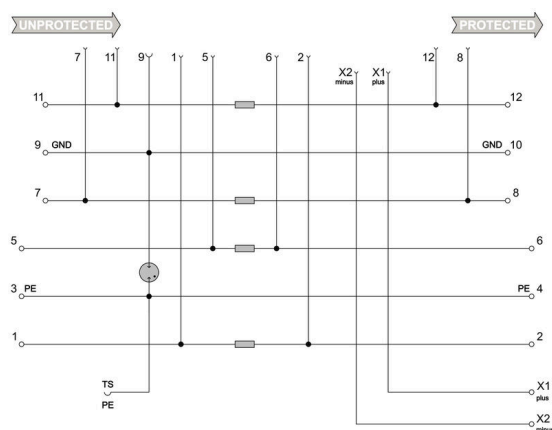 UNPROTECTED PROTECTED
7 11 9 1 5 6 2 12 8
X2 X1
minus plus
11 12
9 GND GND 10
7 8
5 6
3 PE PE 4
1 2
TS X1
PE plus
X2
minus